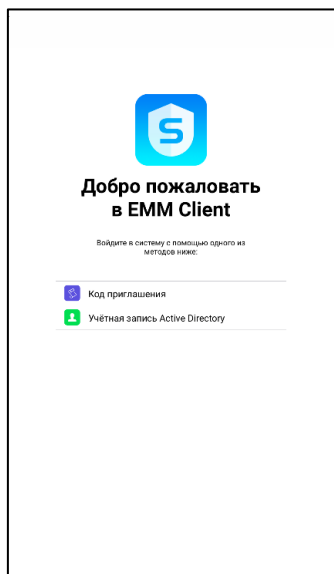 S
Добро пожаловать
в EMM Client
Войдите в систему с помощью одного из
методов ниже:
Код приглашения
Учётная запись Active Directory